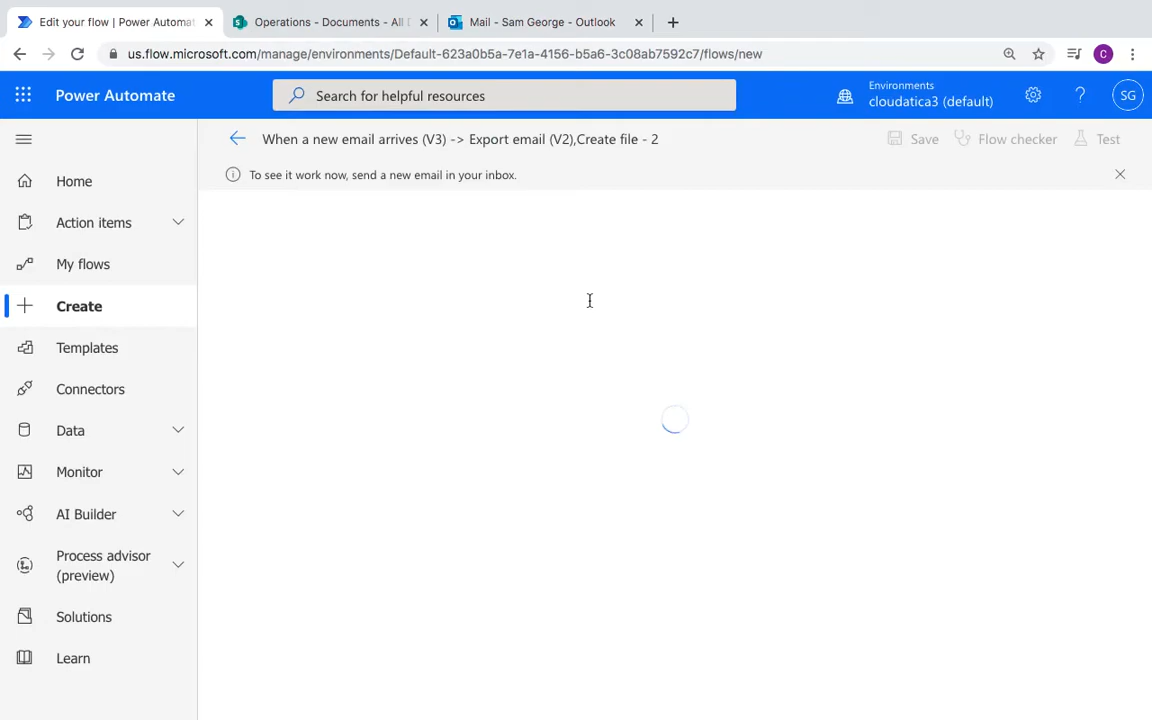 Edit your flow | Power Automat
Operations - Documents - All D
Mail - Sam George - Outlook
us.flow.microsoft.com/manage/environments/Default-623a0b5a-7e1a-4156-b5a6-3c08ab7592c7/flows/new
C
Power Automate
Search for helpful resources
Environments
cloudatica3 (default)
?
SG
When a new email arrives (V3) -> Export email (V2),Create file - 2
Save
Flow checker
Test
To see it work now, send a new email in your inbox.
Home
Action items
My flows
Create
Templates
Connectors
Data
Monitor
AI Builder
Process advisor
(preview)
Solutions
Learn